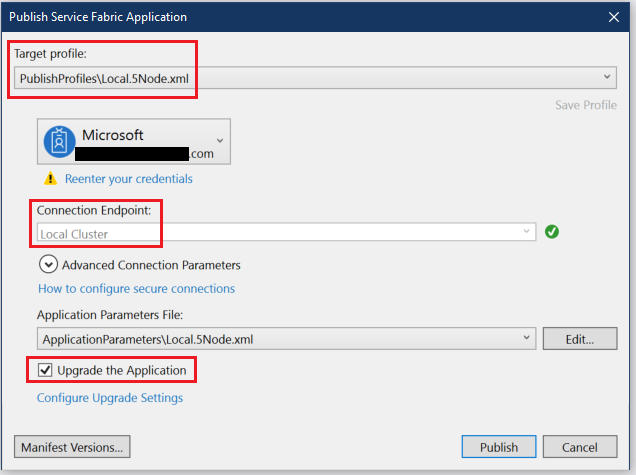 Publish Service Fabric Application
Target profile:
PublishProfiles\Local.5Node.xml
Save Profile
Microsoft
.com
Reenter your credentials
Connection Endpoint:
Local Cluster
Advanced Connection Parameters
How to configure secure connections
Application Parameters File:
ApplicationParameters\Local.5Node.xml
Edit...
Upgrade the Application
Configure Upgrade Settings
Manifest Versions...
Publish
Cancel